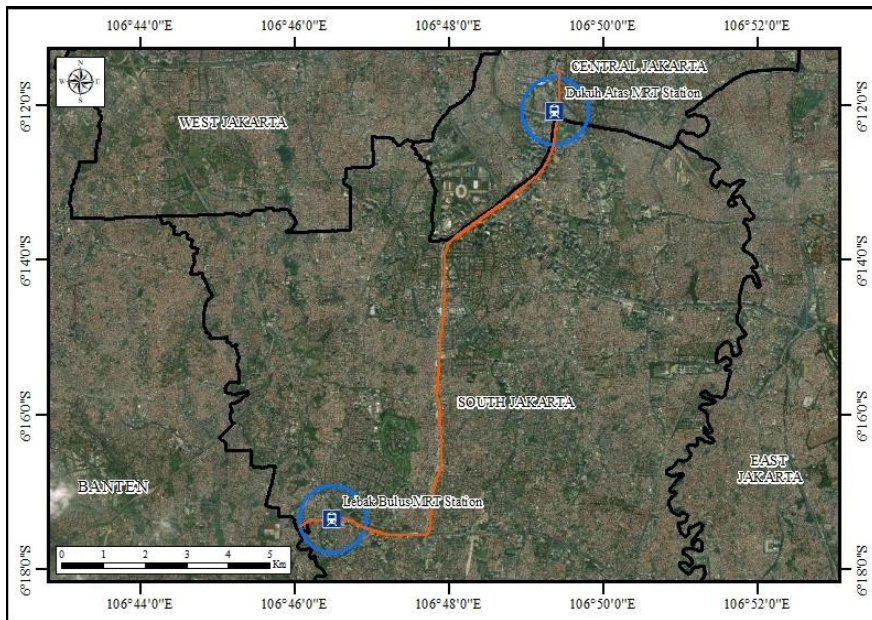 106°44'0"E 106°46'0"E 106°48'0"E 106°50'0"E 106°52'0"E
N
W E
S
CENTRAL JAKARTA
Dukuh Atas MRT Station
6°12'0"S 6°12'0"S
WEST JAKARTA
6°14'0"S 6°14'0"S
SOUTH JAKARTA
6°16'0"S 6°16'0"S
EAST
JAKARTA
BANTEN
Lebak Bulus MRT Station
0 1 2 3 4 5
Km
6°18'0"S 6°18'0"S
106°44'0"E 106°46'0"E 106°48'0"E 106°50'0"E 106°52'0"E